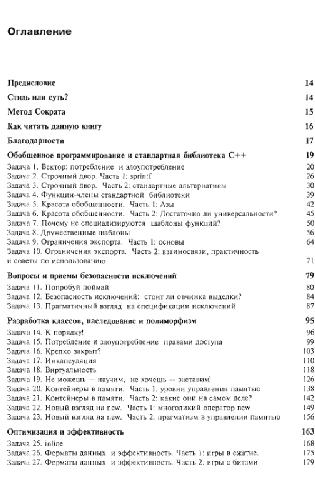 Оглавление
Предисловие 14
Стиль или суть? 14
Метод Сократа 15
Как читать данную книгу 16
Благодарности 17
Обобщенное программирование и стандартная библиотека C++ 19
Задача 1. Вектор: потребление и злоупотребление 20
Задача 2. Строчный двор. Часть 1: sprintf 26
Задача 3. Строчный двор. Часть 2: стандартные альтернативы 30
Задача 4. Функции-члены стандартной библиотеки 39
Задача 5. Красота обобщенности. Часть 1: Азы 42
Задача 6. Красота обобщенности. Часть 2: Достаточно ли универсальности? 45
Задача 7. Почему не специализируются шаблоны функций? 50
Задача 8. Дружественные шаблоны 56
Задача 9. Ограничения экспорта. Часть 1: основы 64
Задача 10. Ограничения экспорта. Часть 2: взаимосвязи, практичность
и советы по использованию 71
Вопросы и приемы безопасности исключений 79
Задача 11. Попробуй поймай 80
Задача 12. Безопасность исключений: стоит ли овчинка выделки? 84
Задача 13. Прагматичный взгляд на спецификации исключений 87
Разработка классов, наследование и полиморфизм 95
Задача 14. К порядку! 96
Задача 15. Потребление и злоупотребление правами доступа 99
Задача 16. Крепко закрыт? 103
Задача 17. Инкапсуляция 110
Задача 18. Виртуальность 118
Задача 19. Не можешь — научим, не хочешь — заставим! 126
Задача 20. Контейнеры в памяти. Часть 1: уровни управления памятью 138
Задача 21. Контейнеры в памяти. Часть 2: какие они на самом деле? 142
Задача 22. Новый взгляд на new. Часть 1: многоликий оператор new 149
Задача 23. Новый взгляд на new. Часть 2: прагматизм в управлении памятью 156
Оптимизация и эффективность 163
Задача 25. inline 168
Задача 26. Форматы данных и эффективность. Часть 1: игры в сжатие. 175
Задача 27. Форматы данных и эффективность. Часть 2: игры с битами 179